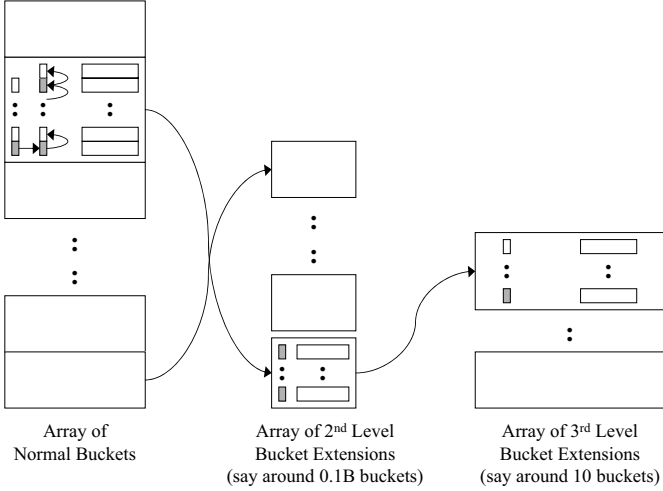 Array of
Normal Buckets
Array of 2nd Level
Bucket Extensions
(say around 0.1B buckets)
Array of 3rd Level
Bucket Extensions
(say around 10 buckets)